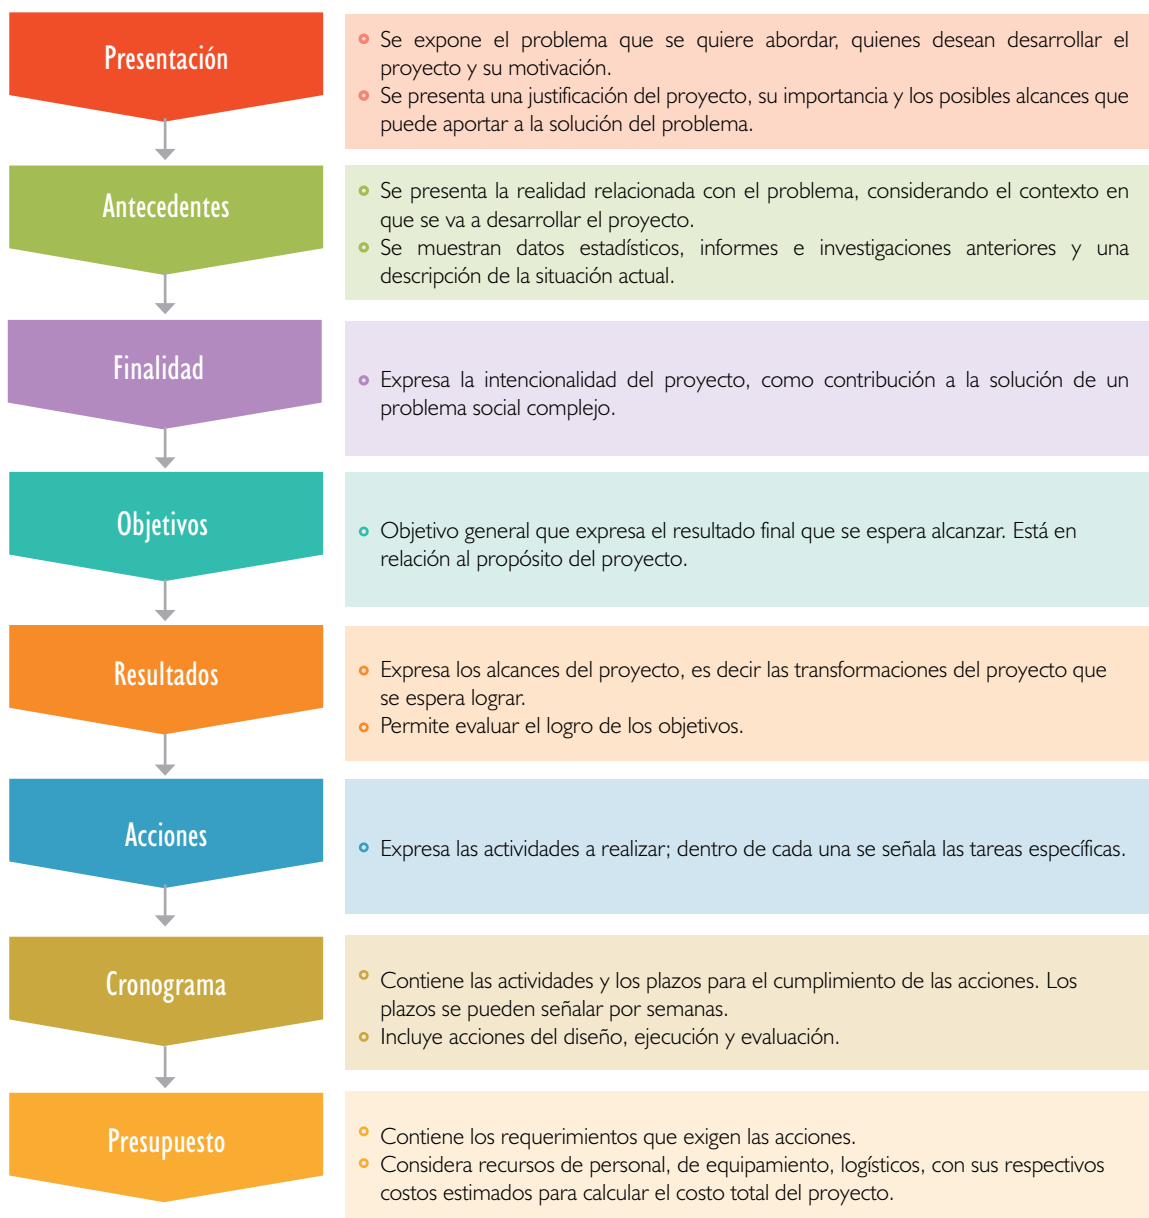 Presentación
Se expone el problema que se quiere abordar, quienes desean desarrollar el
proyecto y su motivación.
Se presenta una justificación del proyecto, su importancia y los posibles alcances que
puede aportar a la solución del problema.
Antecedentes
Se presenta la realidad relacionada con el problema, considerando el contexto en
que se va a desarrollar el proyecto.
Se muestran datos estadísticos, informes e investigaciones anteriores y una
descripción de la situación actual.
Finalidad
Expresa la intencionalidad del proyecto, como contribución a la solución de un
problema social complejo.
Objetivos
Objetivo general que expresa el resultado final que se espera alcanzar. Está en
relación al propósito del proyecto.
Resultados
Expresa los alcances del proyecto, es decir las transformaciones del proyecto que
se espera lograr.
Permite evaluar el logro de los objetivos.
Acciones
Expresa las actividades a realizar; dentro de cada una se señala las tareas específicas.
Cronograma
Contiene las actividades y los plazos para el cumplimiento de las acciones. Los
plazos se pueden señalar por semanas.
Incluye acciones del diseño, ejecución y evaluación.
Presupuesto
Contiene los requerimientos que exigen las acciones.
Considera recursos de personal, de equipamiento, logísticos, con sus respectivos
costos estimados para calcular el costo total del proyecto.